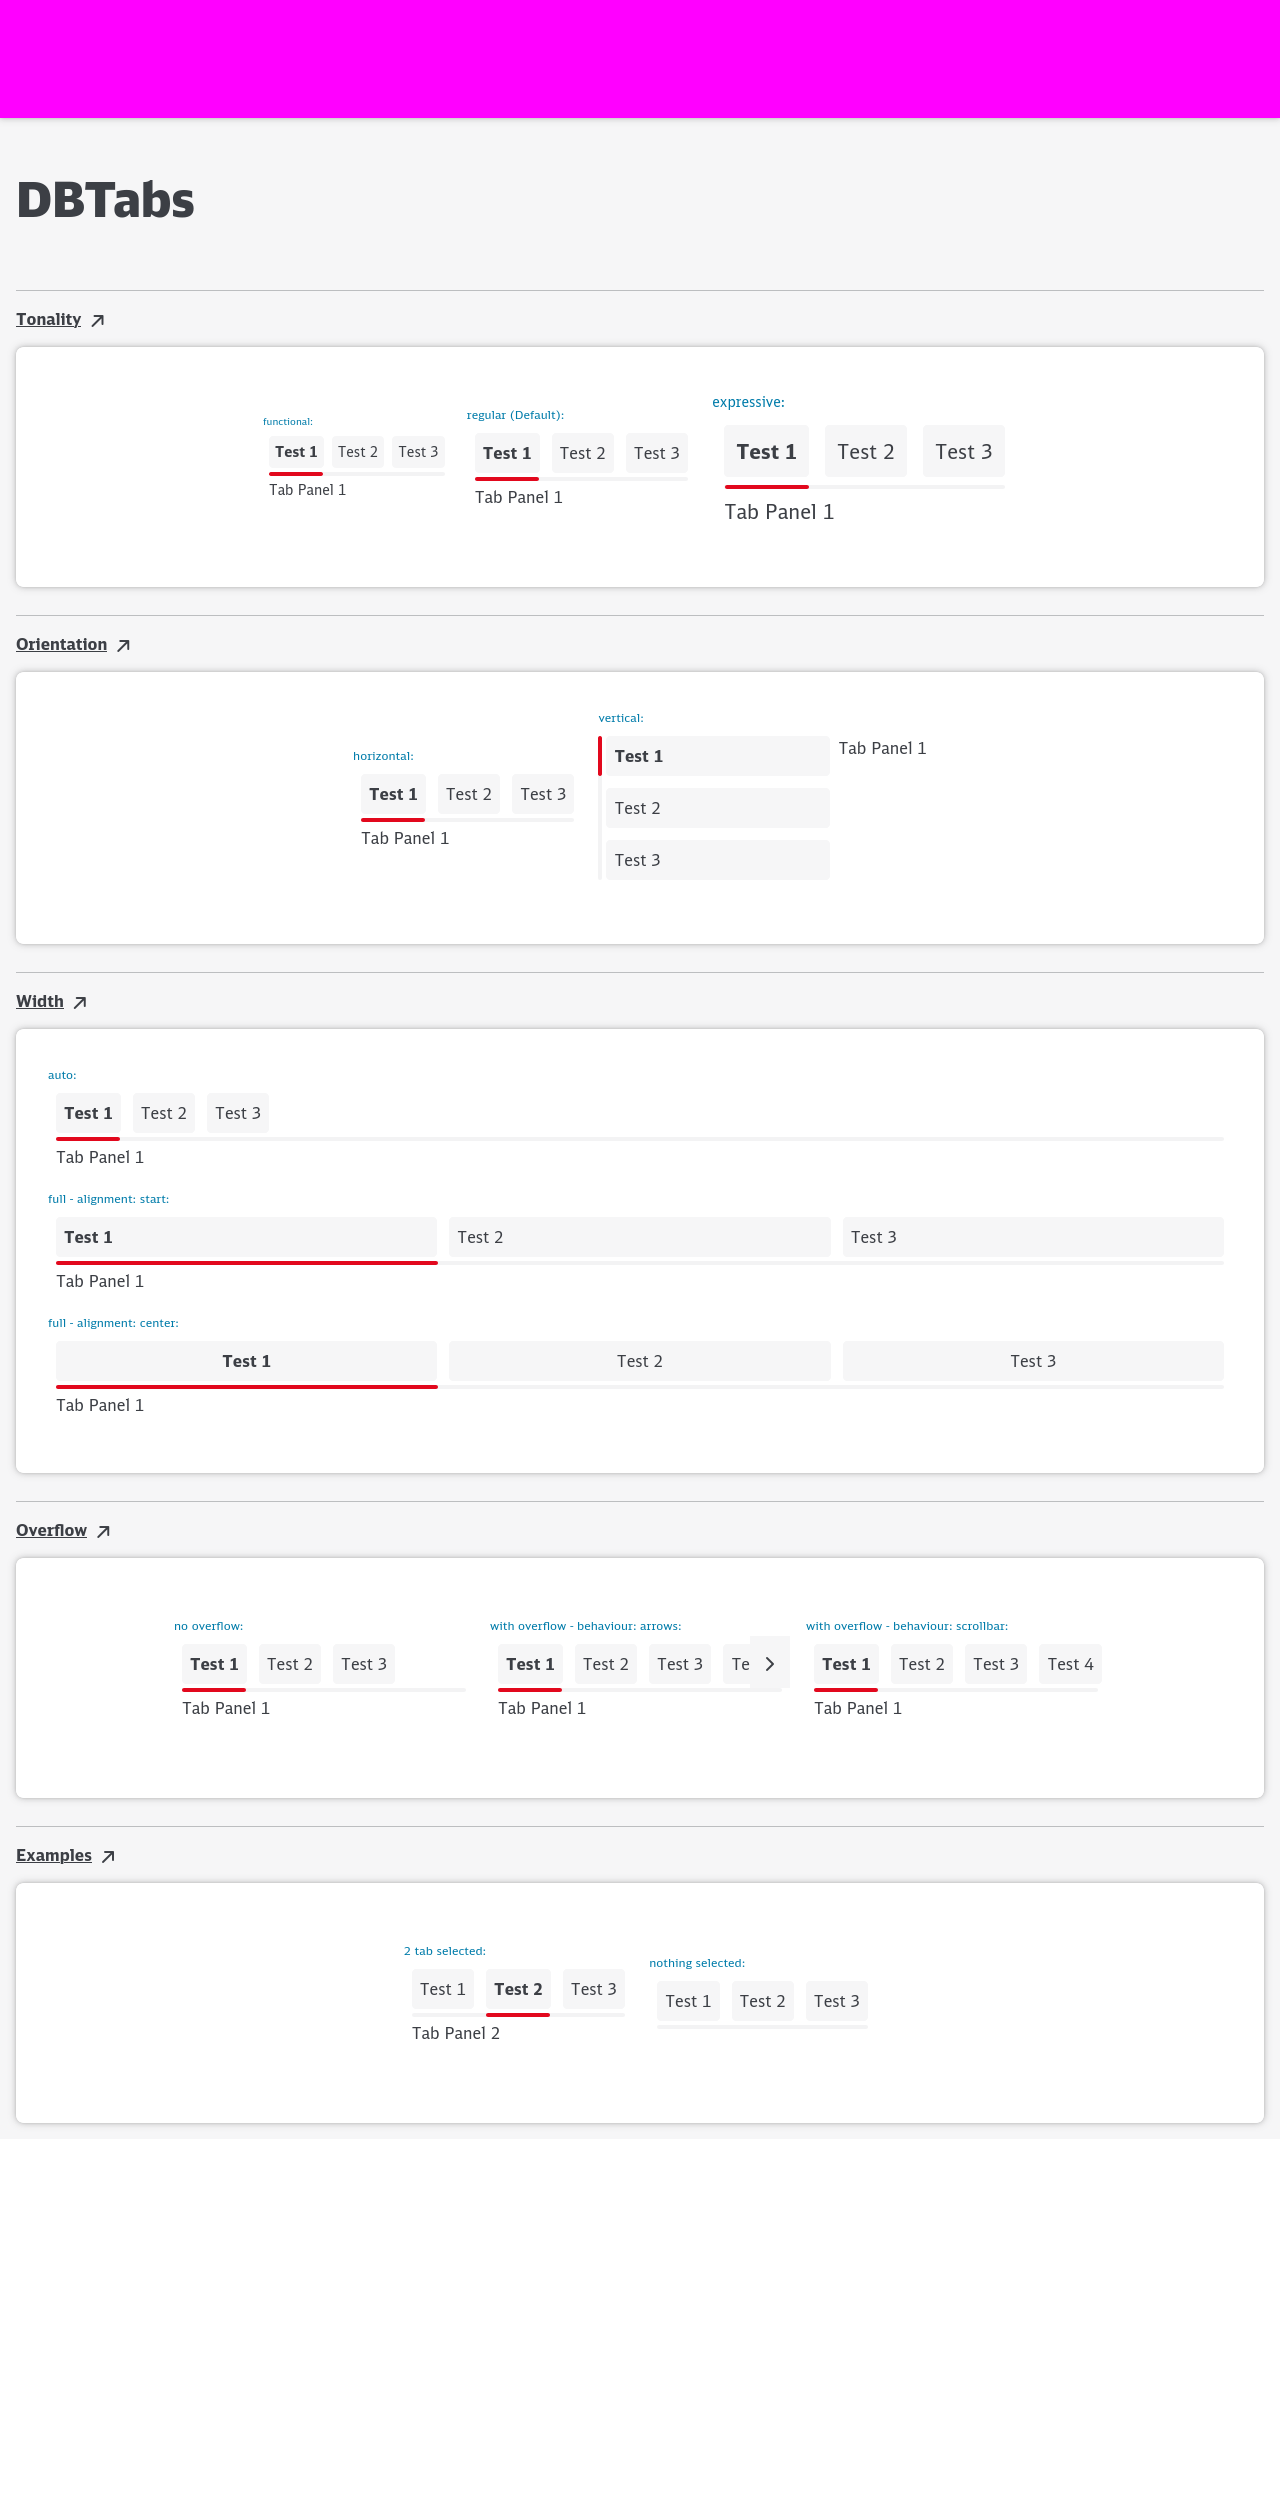 DBTabs
Tonality
functional:
Test 1 Test 2 Test 3
Tab Panel 1
regular (Default):
Test 1 Test 2 Test 3
Tab Panel 1
expressive:
Test 1 Test 2 Test 3
Tab Panel 1
Orientation
horizontal:
Test 1 Test 2 Test 3
Tab Panel 1
vertical:
Test 1
Test 2
Test 3
Tab Panel 1
Width
auto:
Test 1 Test 2 Test 3
Tab Panel 1
full - alignment: start:
Test 1 Test 2 Test 3
Tab Panel 1
full - alignment: center:
Test 1 Test 2 Test 3
Tab Panel 1
Overflow
no overflow:
Test 1 Test 2 Test 3
Tab Panel 1
with overflow - behaviour: arrows:
Test 1 Test 2 Test 3 Te
Tab Panel 1
with overflow - behaviour: scrollbar:
Test 1 Test 2 Test 3 Test 4
Tab Panel 1
Examples
2 tab selected:
Test 1 Test 2 Test 3
Tab Panel 2
nothing selected:
Test 1 Test 2 Test 3